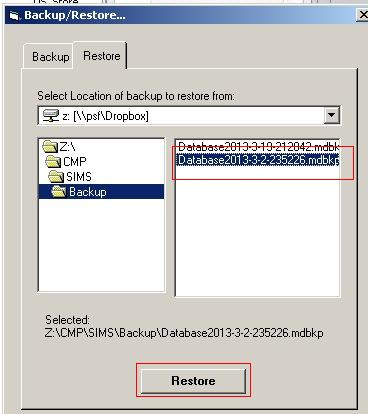 Backup/Restore...
Backup Restore
Select Location of backup to restore from:
z: [\\psf\Dropbox]
Z:\
CMP
SIMS
Backup
Database2013-3-19-212042.mdbk
Database2013-3-2-235226.mdbkp
Selected:
Z:\CMP\SIMS\Backup\Database2013-3-2-235226.mdbkp
Restore